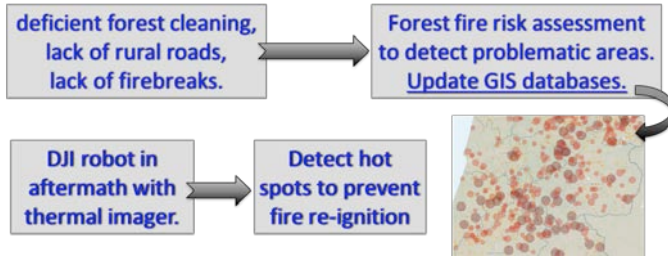 deficient forest cleaning,
lack of rural roads,
lack of firebreaks.
Forest fire risk assessment
to detect problematic areas.
Update GIS databases.
DJI robot in
aftermath with
thermal imager.
Detect hot
spots to prevent
fire re-ignition